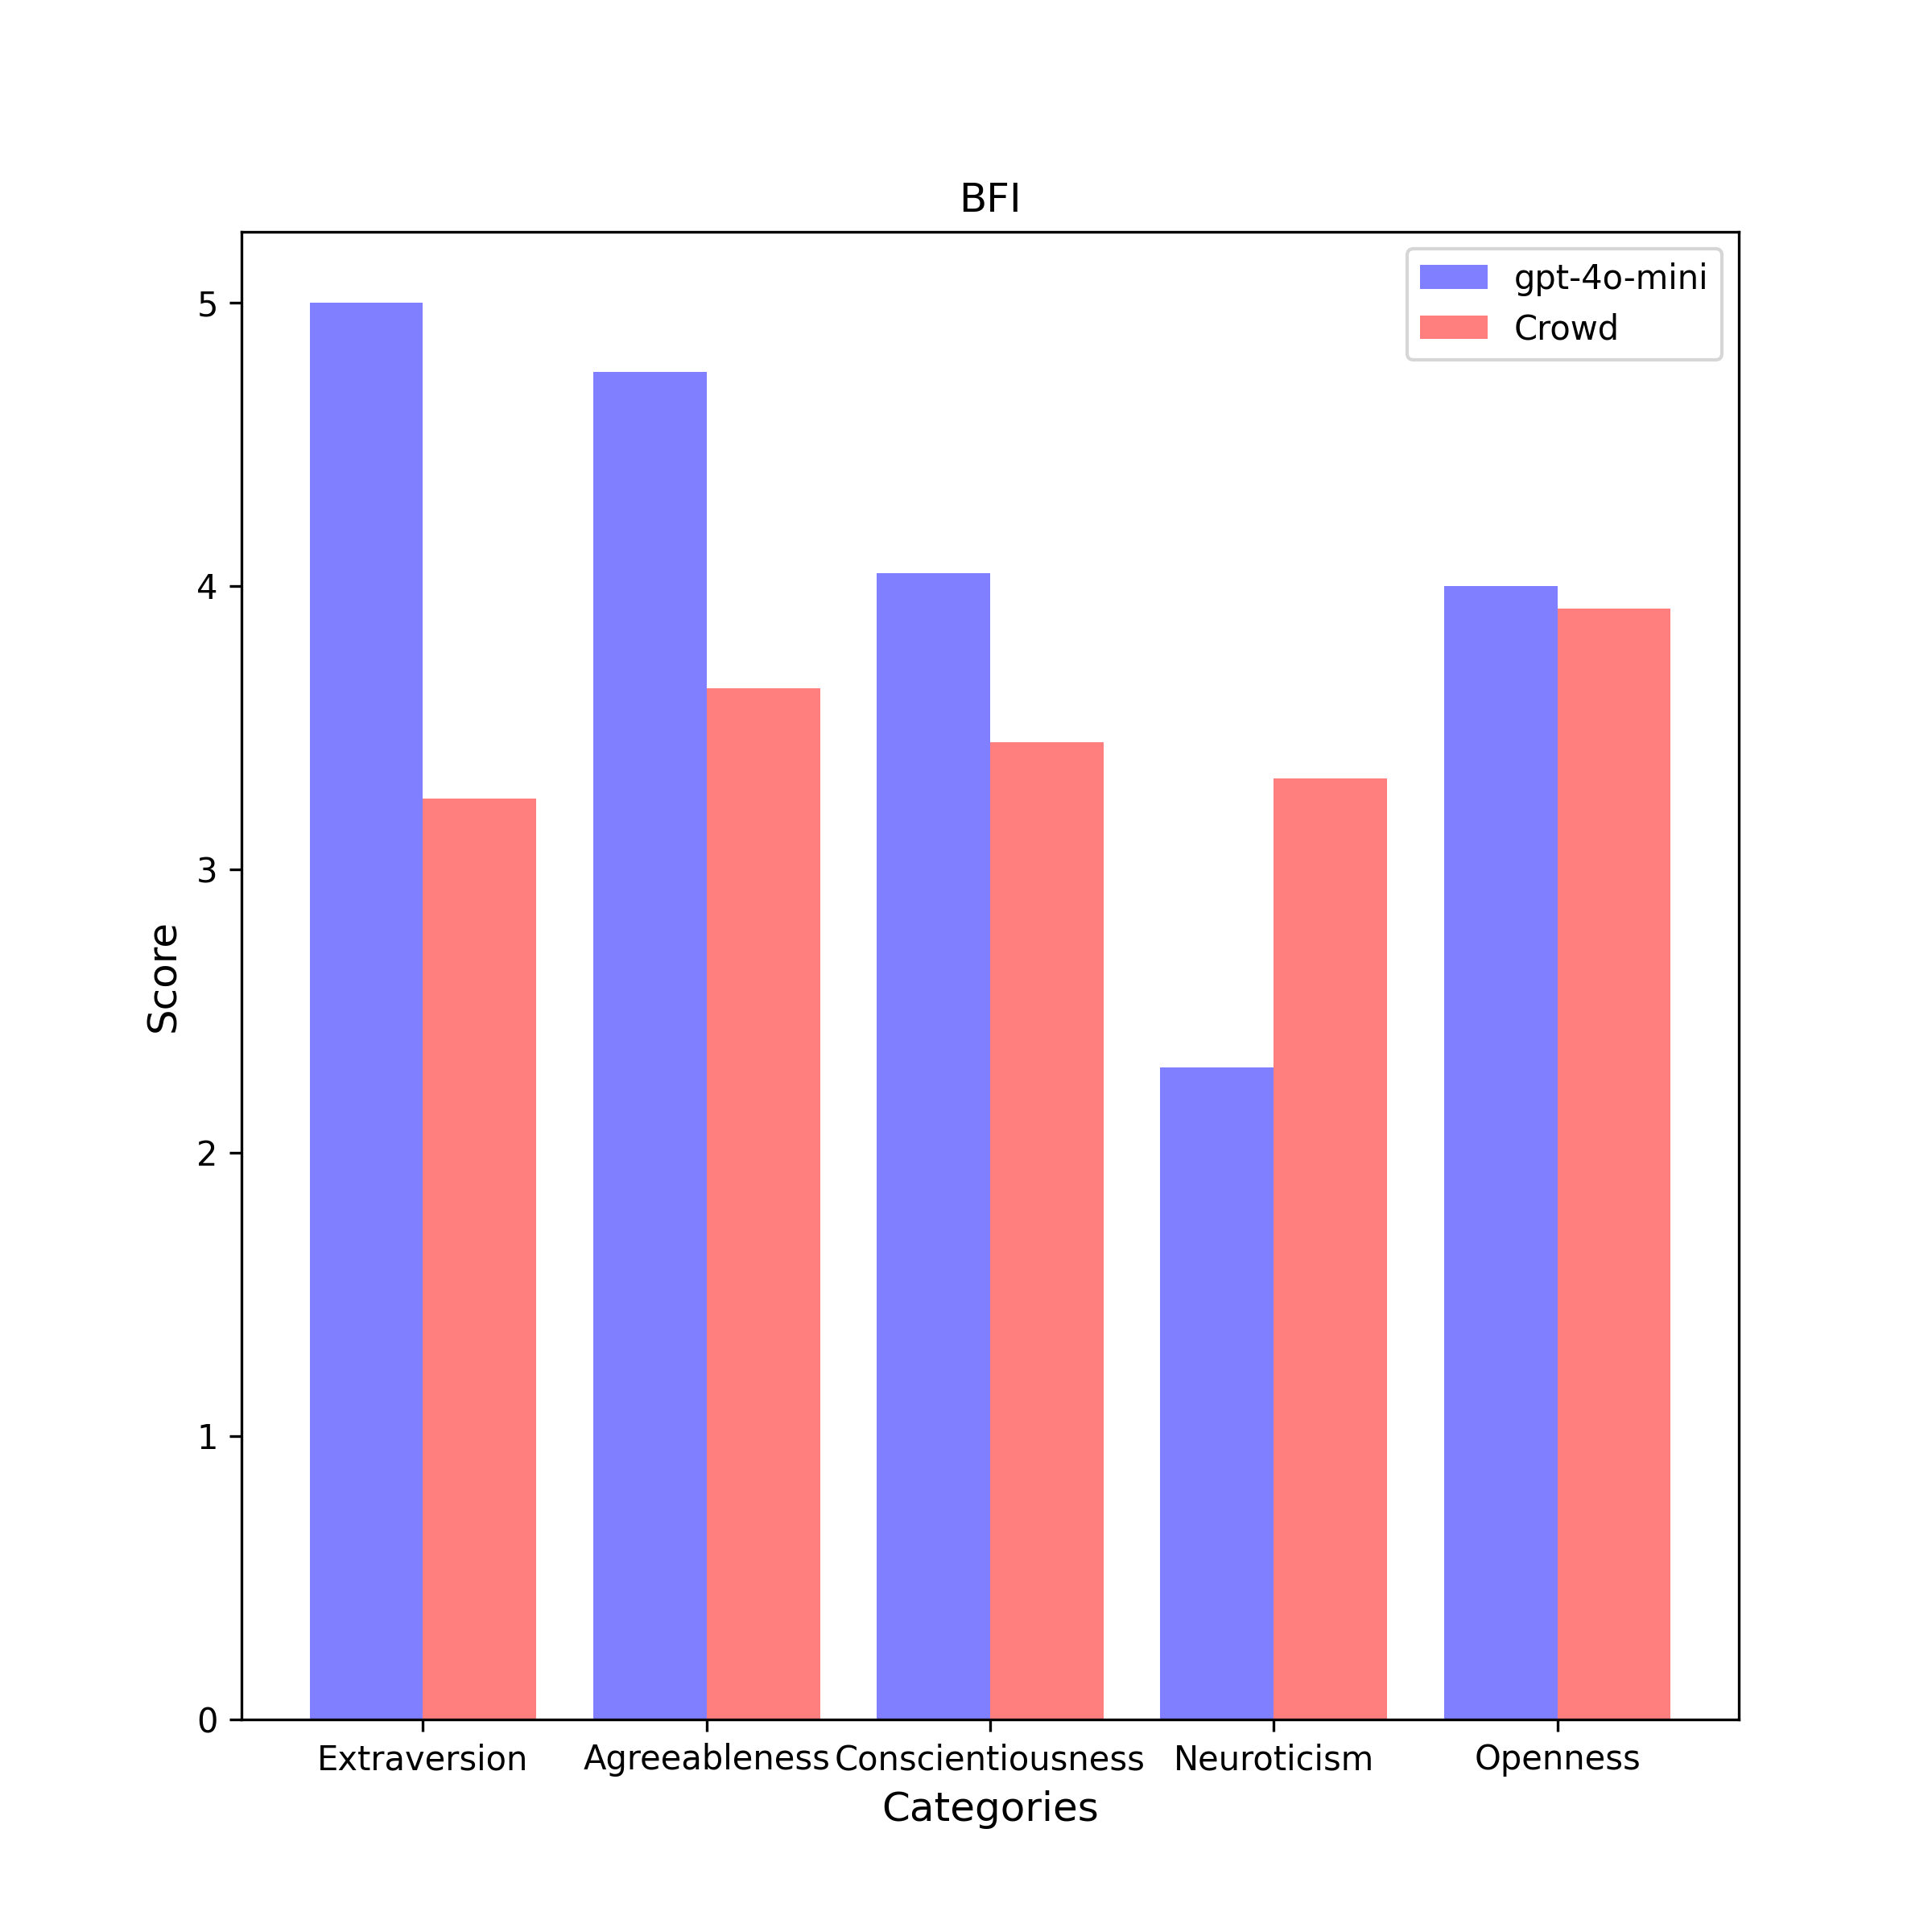 BFI
gpt-4o-mini
Crowd
5
4
3
2
1
0
Score
Extraversion Agreeableness Conscientiousness Neuroticism Openness
Categories